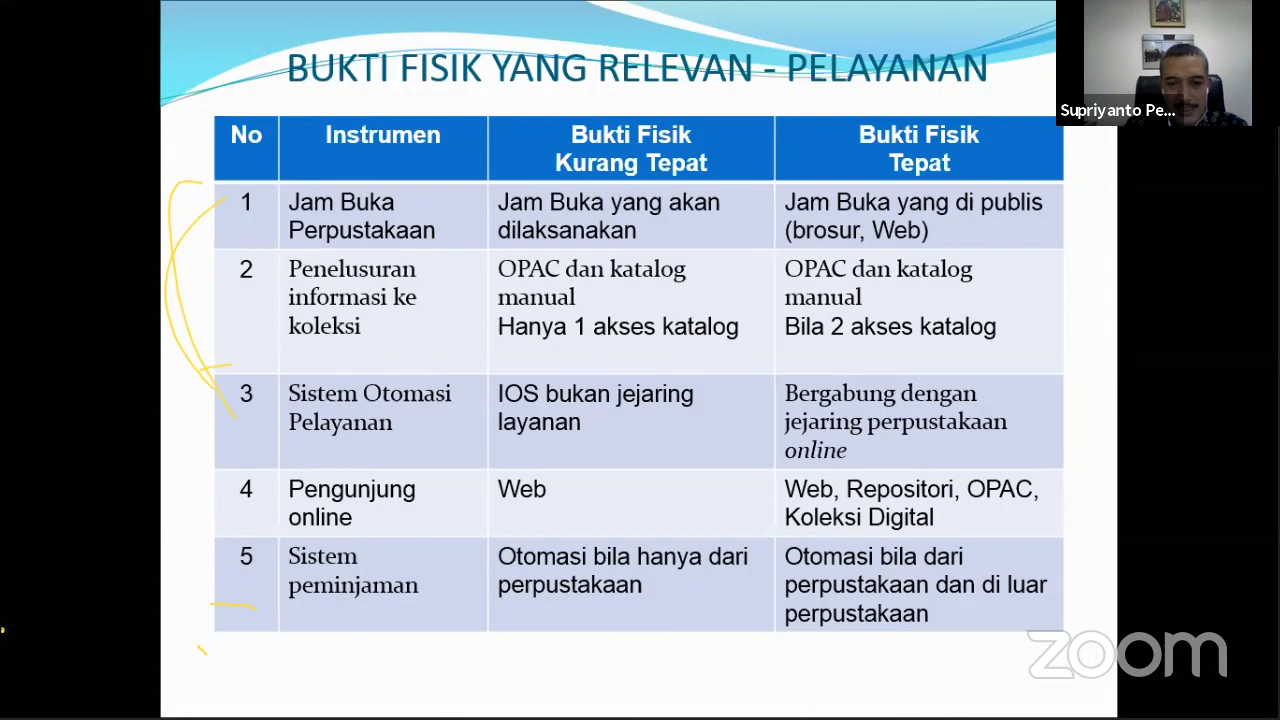 BUKTI FISIK YANG RELEVAN - PELAYANAN
Supriyanto Pe...
No Instrumen Bukti Fisik Kurang Tepat Bukti Fisik Tepat
1 Jam Buka Perpustakaan Jam Buka yang akan dilaksanakan Jam Buka yang di publis (brosur, Web)
2 Penelusuran informasi ke koleksi OPAC dan katalog manual Hanya 1 akses katalog OPAC dan katalog manual Bila 2 akses katalog
3 Sistem Otomasi Pelayanan IOS bukan jejaring layanan Bergabung dengan jejaring perpustakaan online
4 Pengunjung online Web Web, Repositori, OPAC, Koleksi Digital
5 Sistem peminjaman Otomasi bila hanya dari perpustakaan Otomasi bila dari perpustakaan dan di luar perpustakaan
zoom